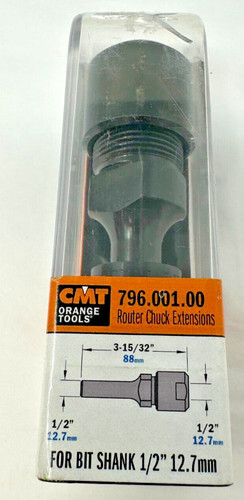 CMT
ORANGE
TOOLS®
796.001.00
Router Chuck Extensions
3-15/32"
88mm
1/2"
12.7mm
1/2"
12.7mm
FOR BIT SHANK 1/2" 12.7mm